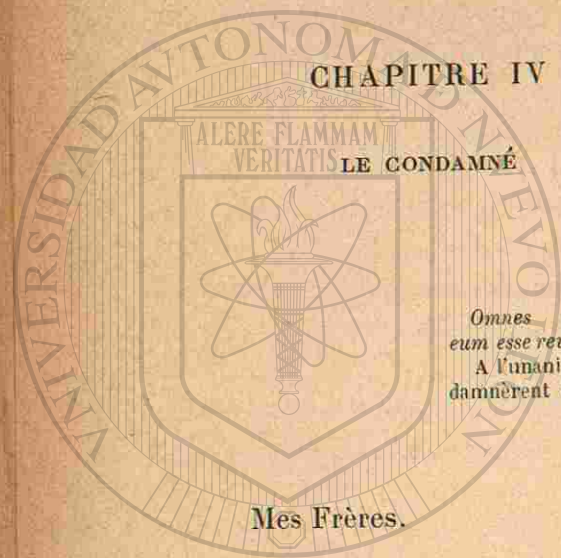 CHAPITRE IV
LE CONDAMNÉ
Omnes
eum esse
A l'unani
damnèrent
Mes Frères.
UNIVERSIDAD AUTONOMA DE NUEVO LEON
ALERE FLAMMAM
VERITATIS